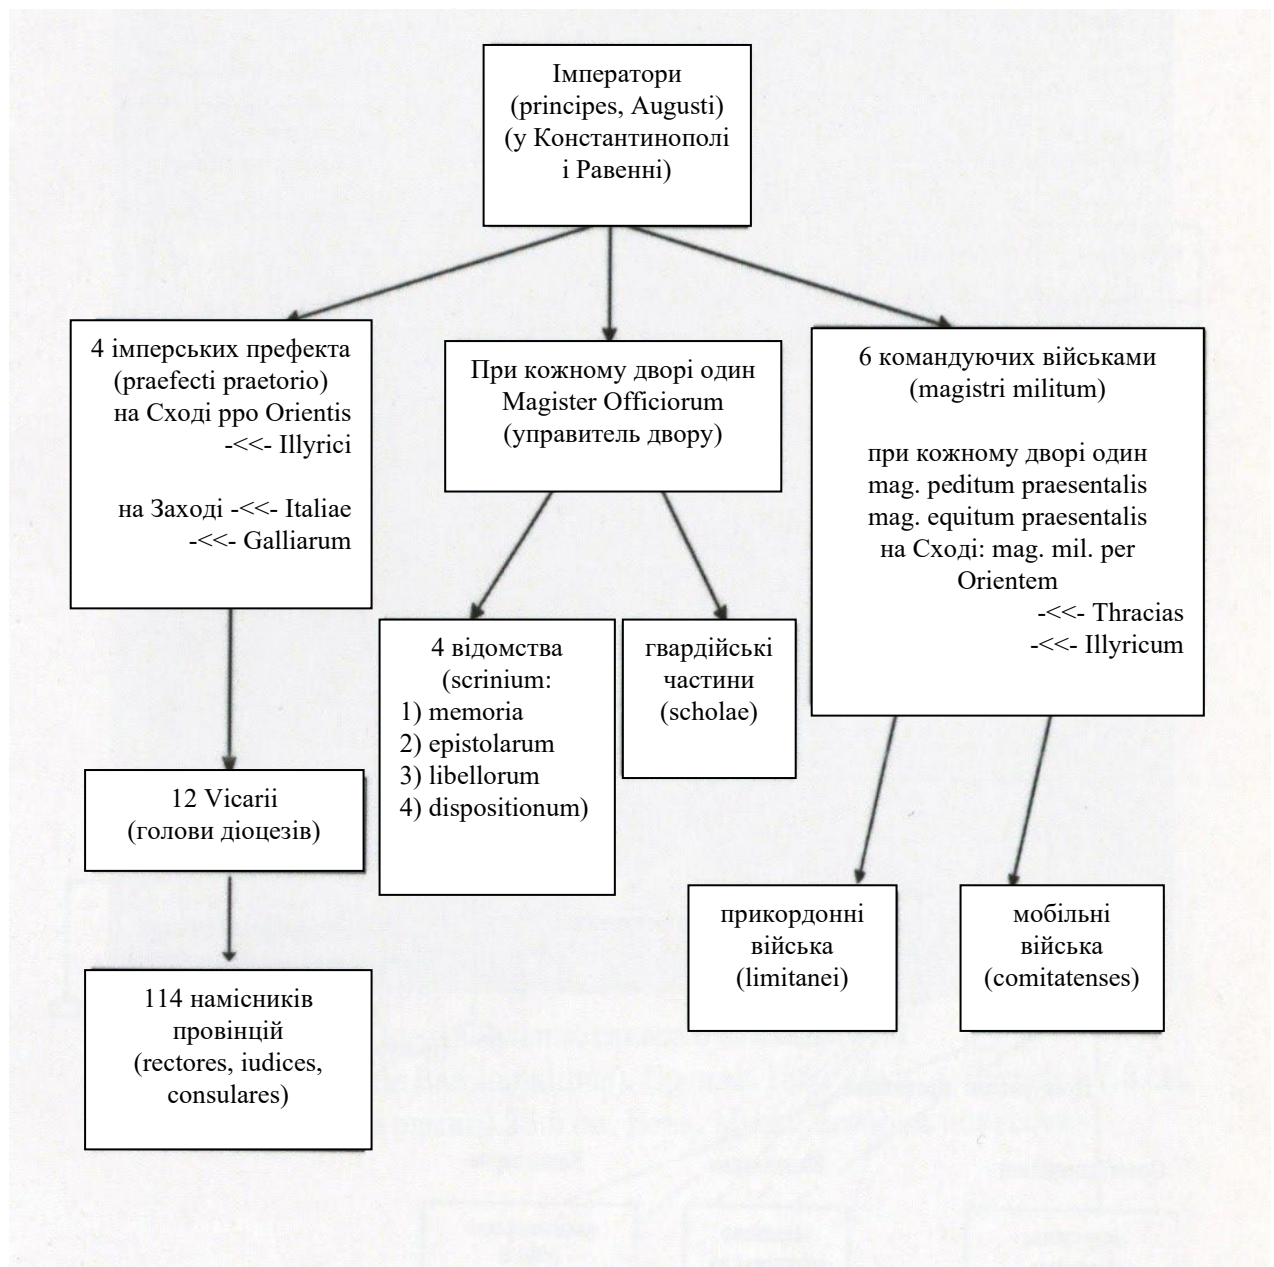 Імператори
(principes, Augusti)
(у Константинополі
і Равенні)
4 імперських префекта
(praefecti praetorio)
на Сході ppo Orientis
-<<- Illyrici
на Заході -<<- Italiae
-<<- Galliarum
При кожному дворі один
Magister Officiorum
(управитель двору)
6 командуючих військами
(magistri militum)
при кожному дворі один
mag. peditum praesentalis
mag. equitum praesentalis
на Сході: mag. mil. per
Orientem
-<<- Thracias
-<<- Illyricum
4 відомства
(scrinium:
1) memoria
2) epistolarum
3) libellorum
4) dispositionum)
гвардійські
частини
(scholae)
12 Vicarii
(голови діоцезів)
прикордонні
війська
(limitanei)
мобільні
війська
(comitatenses)
114 намісників
провінцій
(rectores, iudices,
consulares)